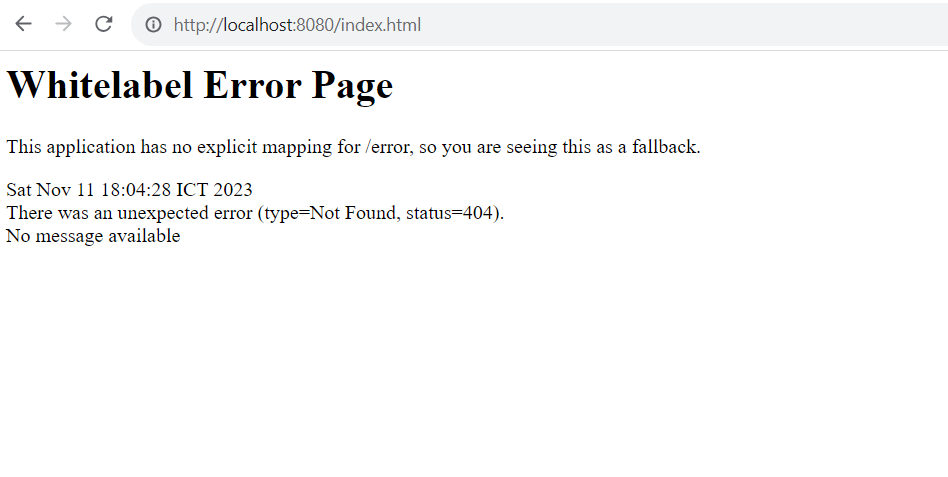 http://localhost:8080/index.html
Whitelabel Error Page
This application has no explicit mapping for /error, so you are seeing this as a fallback.
Sat Nov 11 18:04:28 ICT 2023
There was an unexpected error (type=Not Found, status=404).
No message available